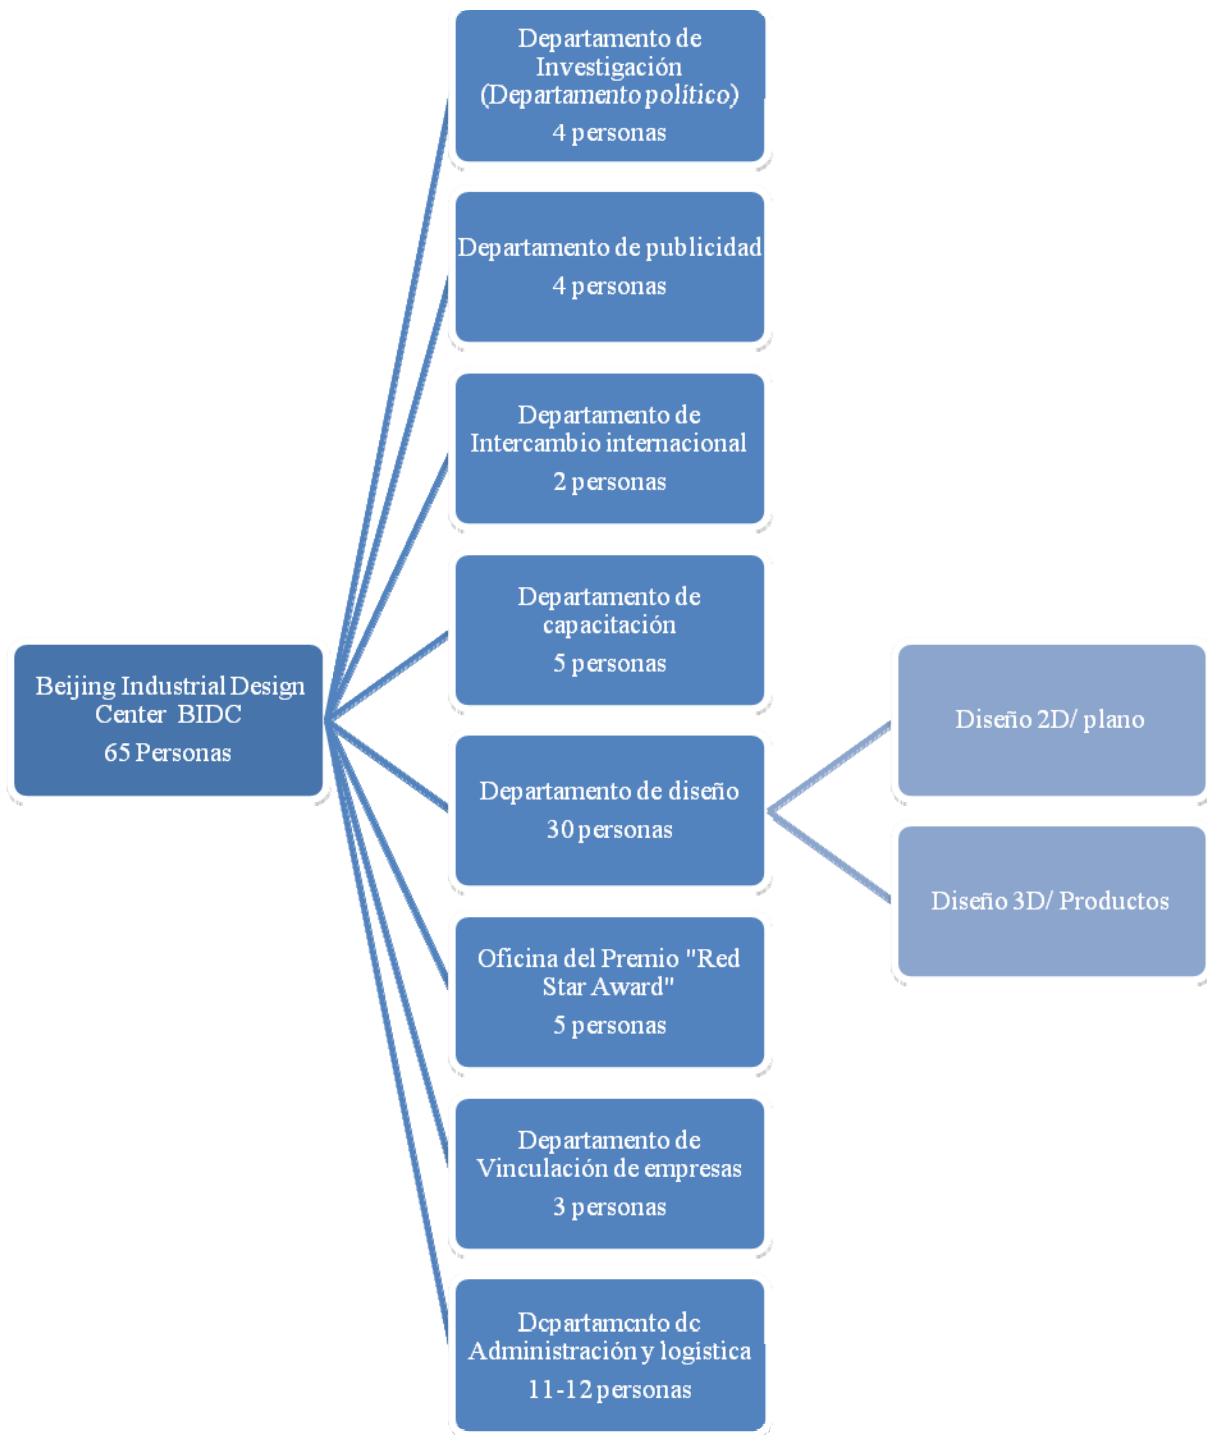 Departamento de
Investigación
(Departamento político)
4 personas
Departamento de publicidad
4 personas
Departamento de
Intercambio internacional
2 personas
Departamento de
capacitación
5 personas
Beijing Industrial Design
Center BIDC
65 Personas
Departamento de diseño
30 personas
Diseño 2D/ plano
Diseño 3D/ Productos
Oficina del Premio "Red
Star Award"
5 personas
Departamento de
Vinculación de empresas
3 personas
Departamento de
Administración y logística
11-12 personas